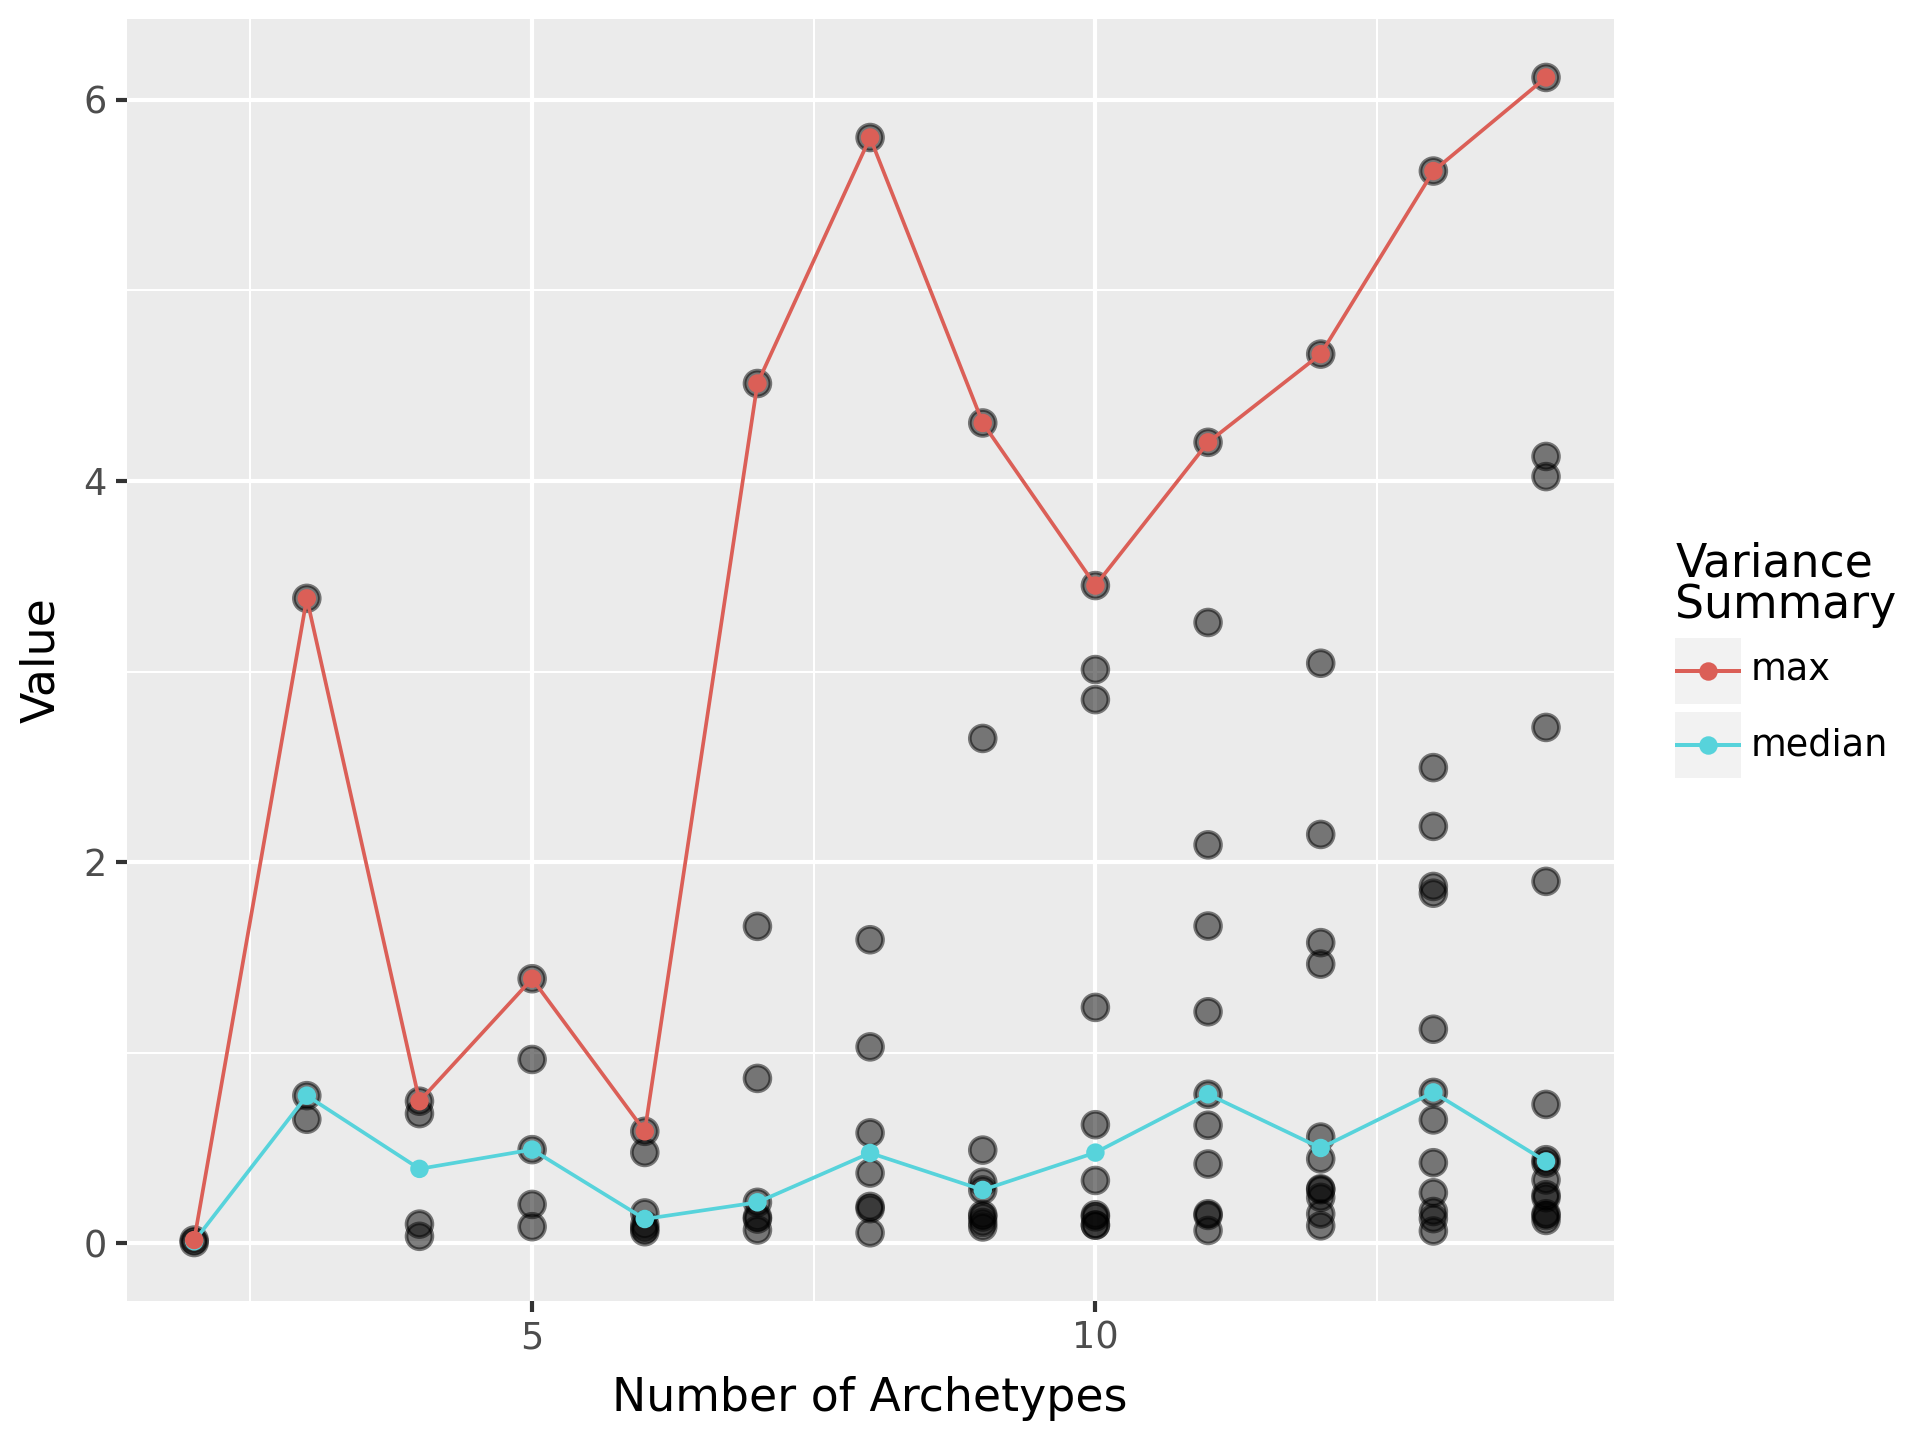 6
4
2
0
Value
5
10
Number of Archetypes
Variance
Summary
max
median